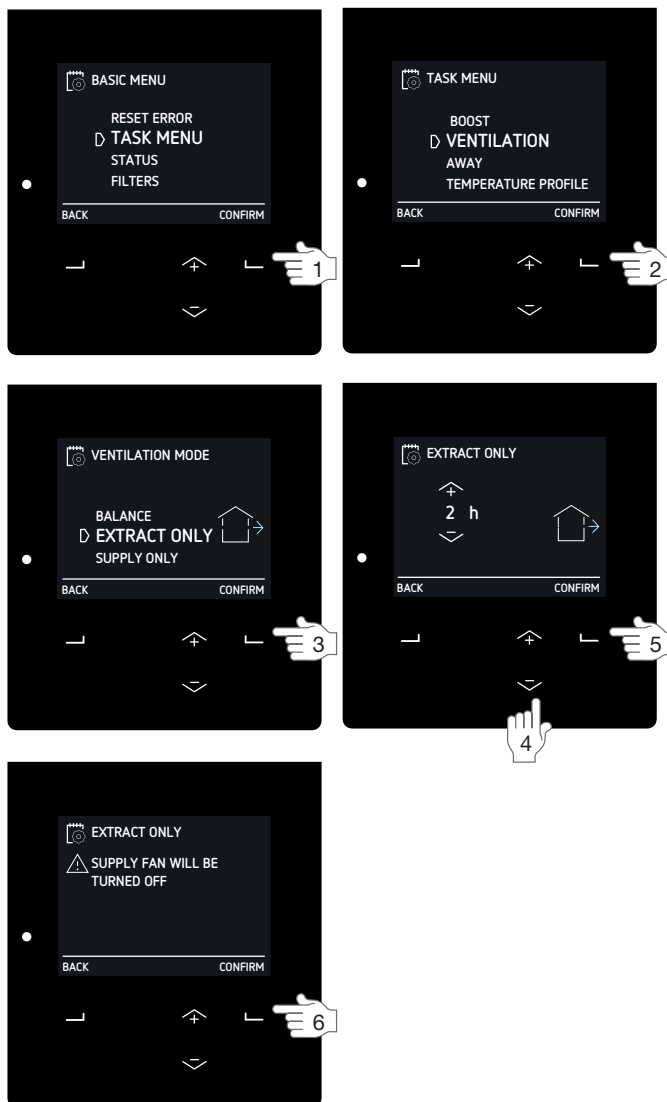 BASIC MENU
RESET ERROR
TASK MENU
STATUS
FILTERS
BACK CONFIRM
1
TASK MENU
BOOST
VENTILATION
AWAY
TEMPERATURE PROFILE
BACK CONFIRM
2
VENTILATION MODE
BALANCE
EXTRACT ONLY
SUPPLY ONLY
BACK CONFIRM
3
EXTRACT ONLY
2 h
BACK CONFIRM
5
4
EXTRACT ONLY
SUPPLY FAN WILL BE
TURNED OFF
BACK CONFIRM
6